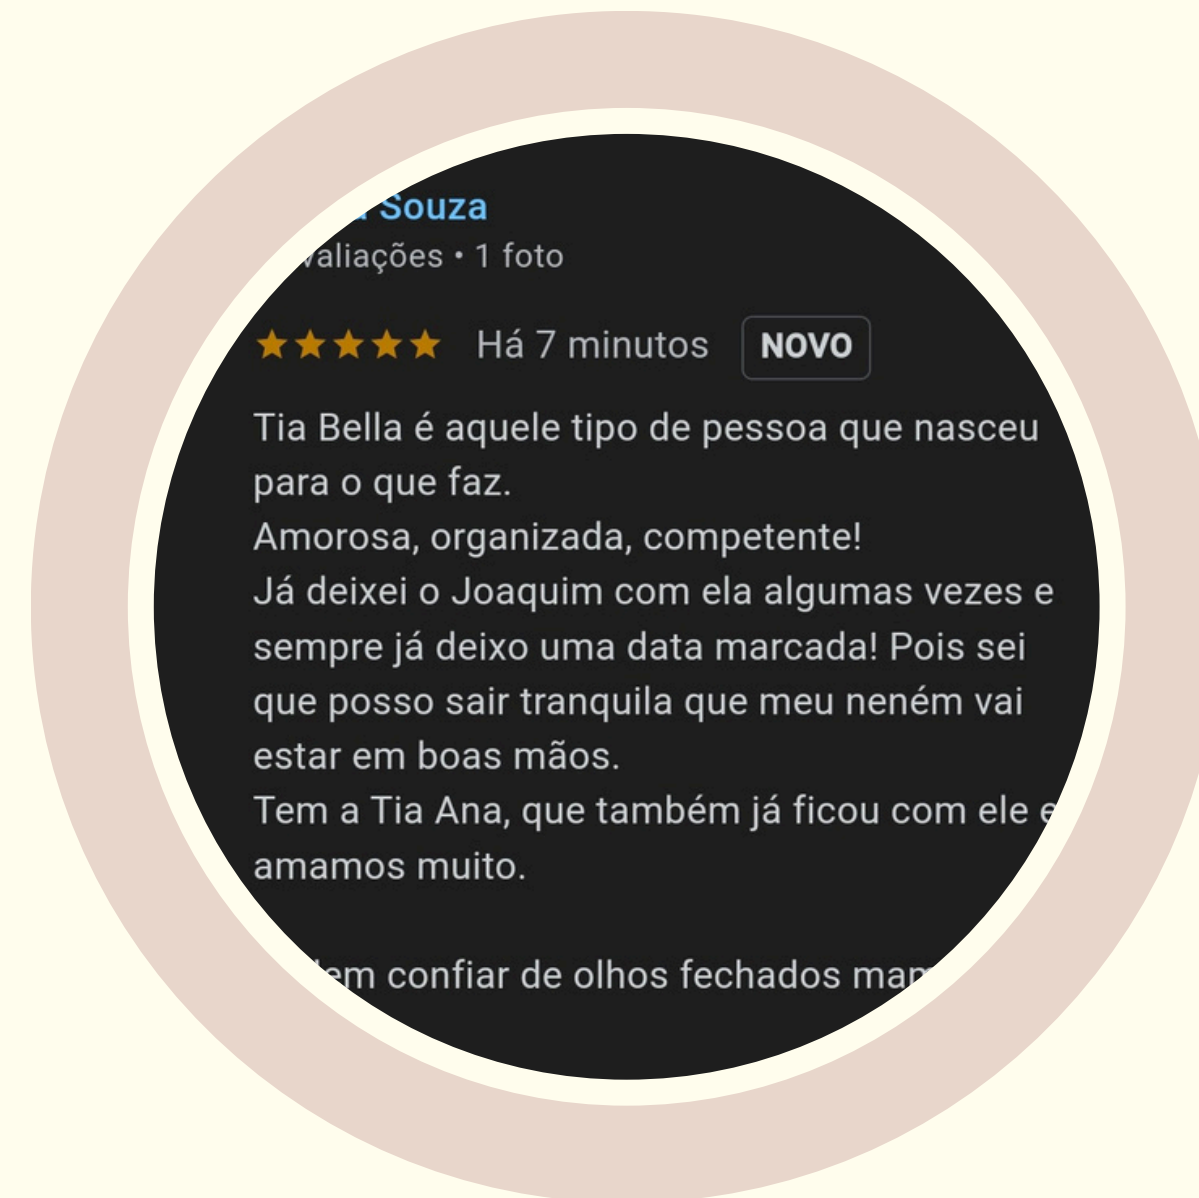 Souza
valiações • 1 foto
Há 7 minutos NOVO
Tia Bella é aquele tipo de pessoa que nasceu
para o que faz.
Amorosa, organizada, competente!
Já deixei o Joaquim com ela algumas vezes e
sempre já deixo uma data marcada! Pois sei
que posso sair tranquila que meu neném vai
estar em boas mãos.
Tem a Tia Ana, que também já ficou com ele e
amamos muito.
confiar de olhos fechados